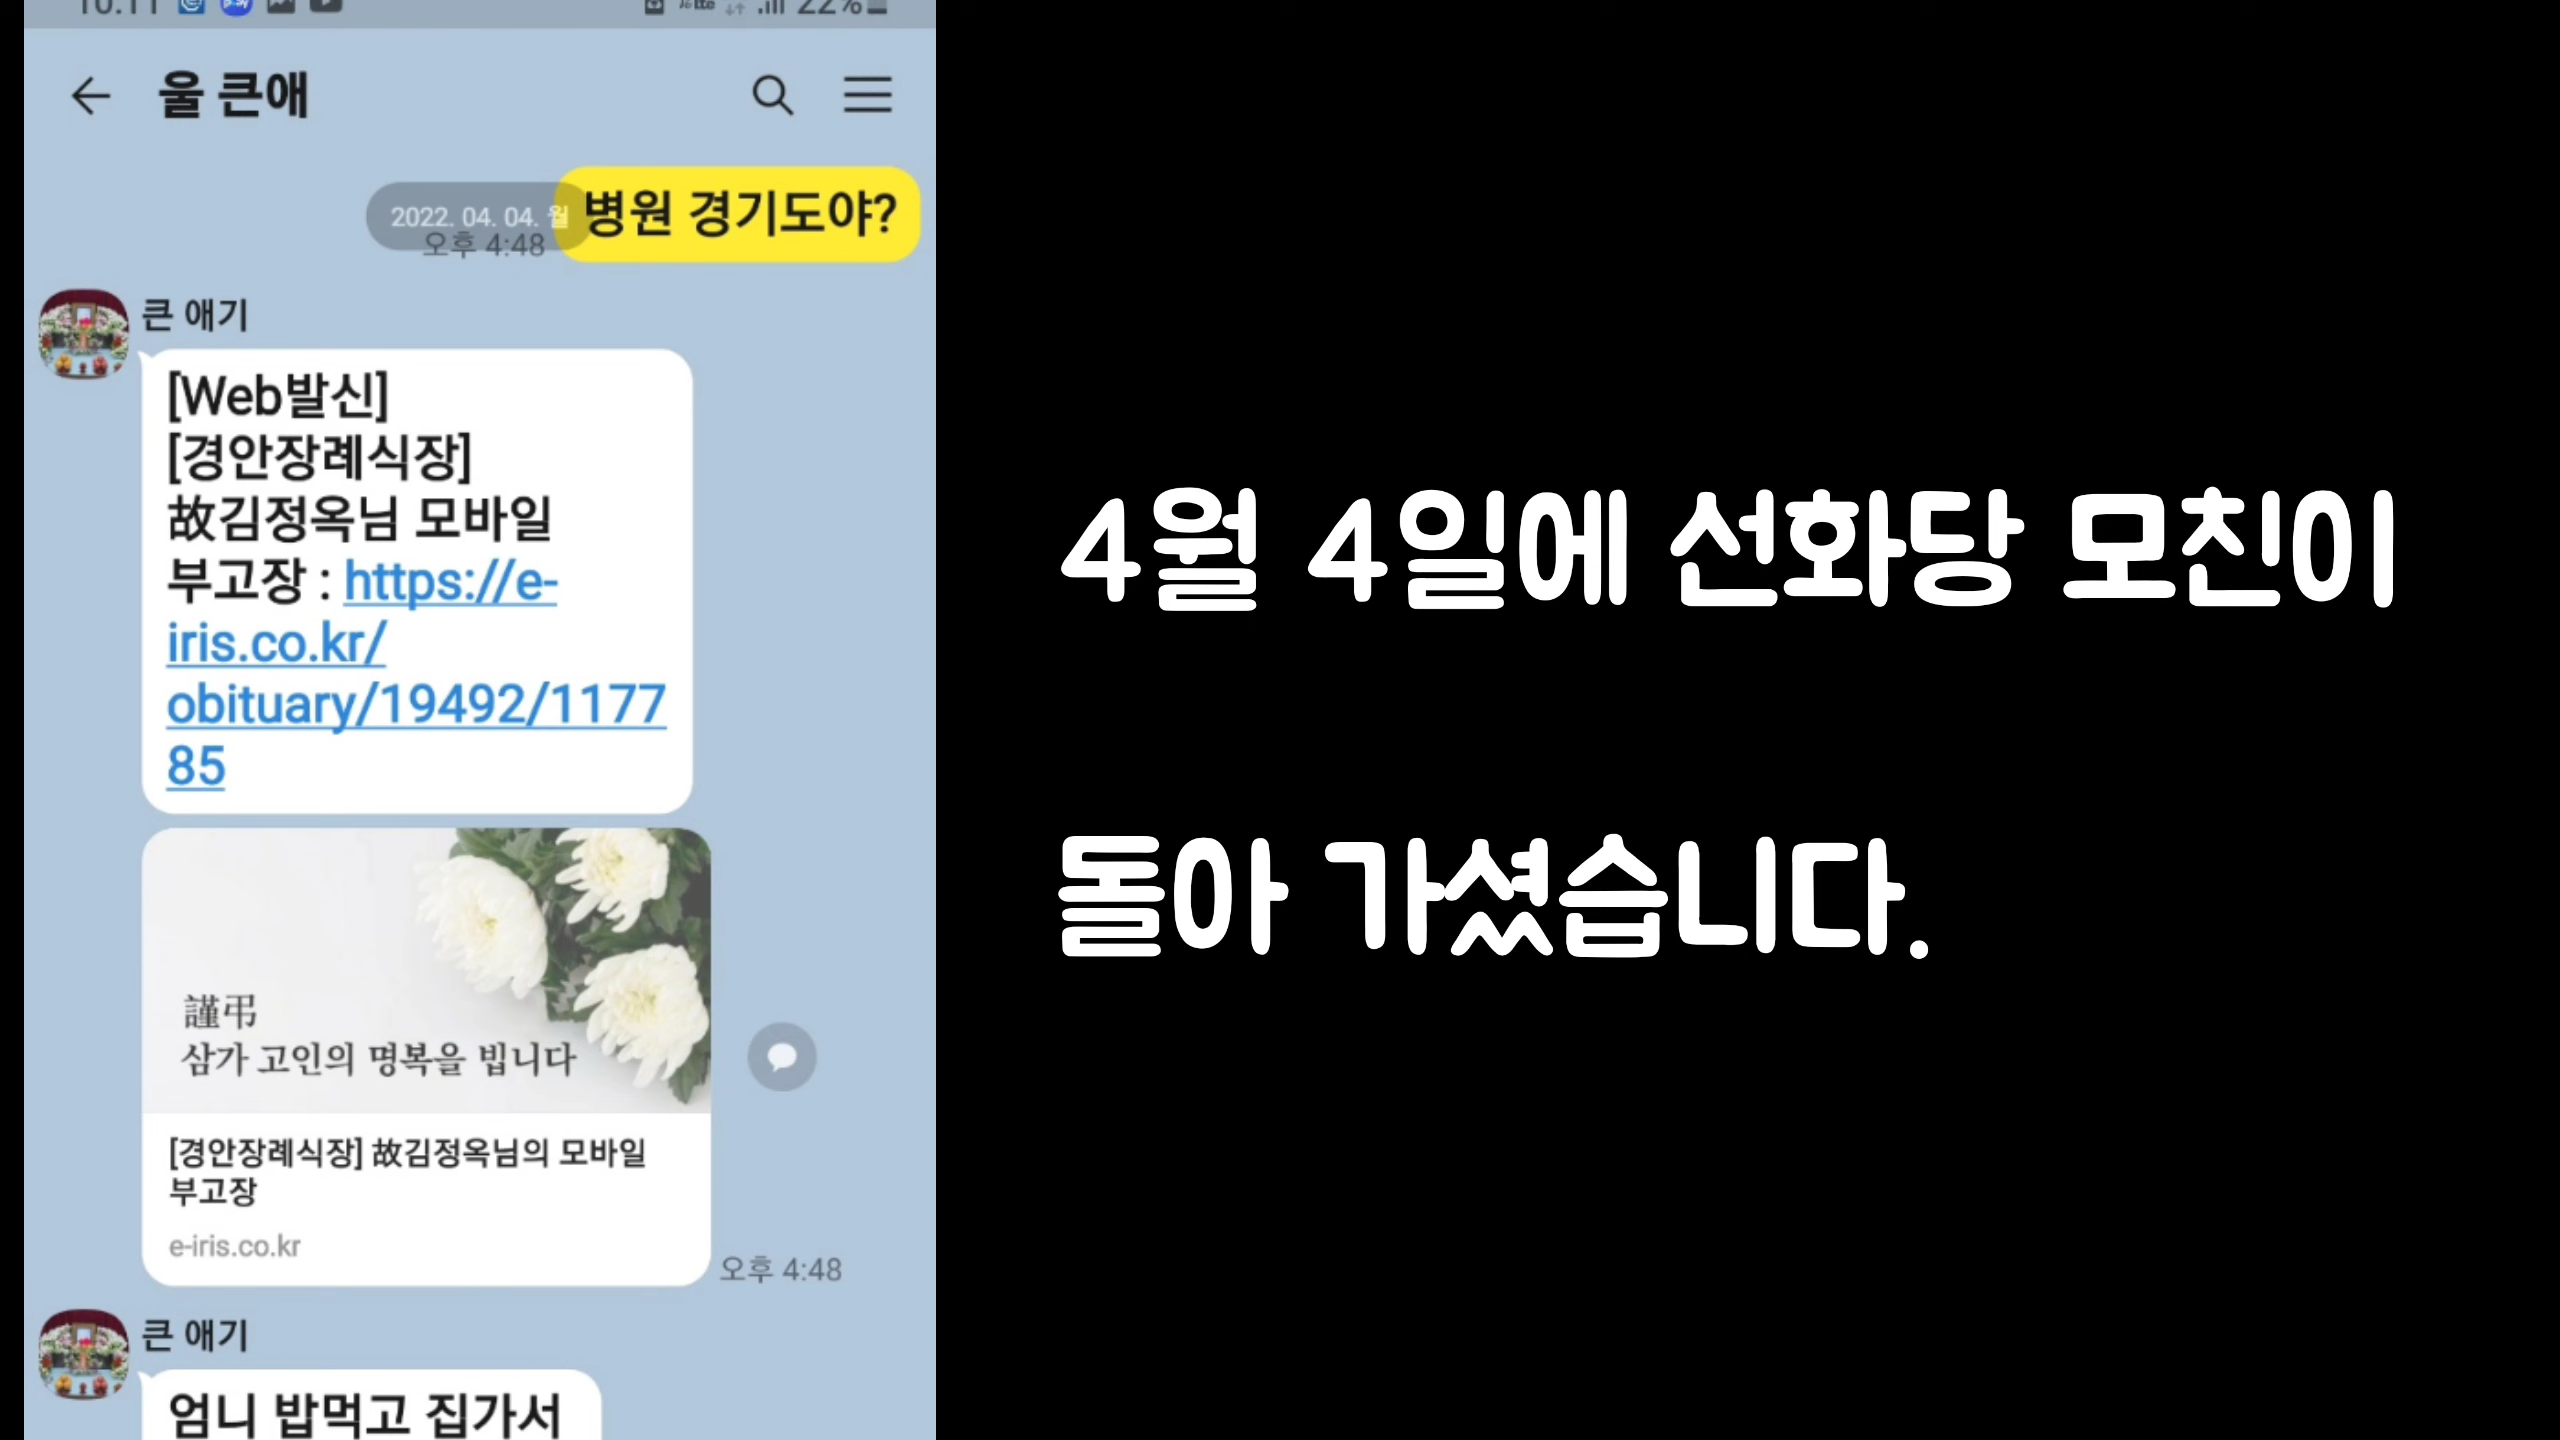 10:11
22%
울 큰애
병원 경기도야?
2022. 04. 04. 월
오후 4:48
큰 애기
[Web발신]
[경안장례식장]
故김정옥님 모바일
부고장 : https://e-
iris.co.kr/
obituary/19492/1177
85
謹弔
삼가 고인의 명복을 빕니다
[경안장례식장] 故김정옥님의 모바일
부고장
e-iris.co.kr
오후 4:48
큰 애기
엄니 밥먹고 집가서
4월 4일에 선화당 모친이
돌아 가셨습니다.